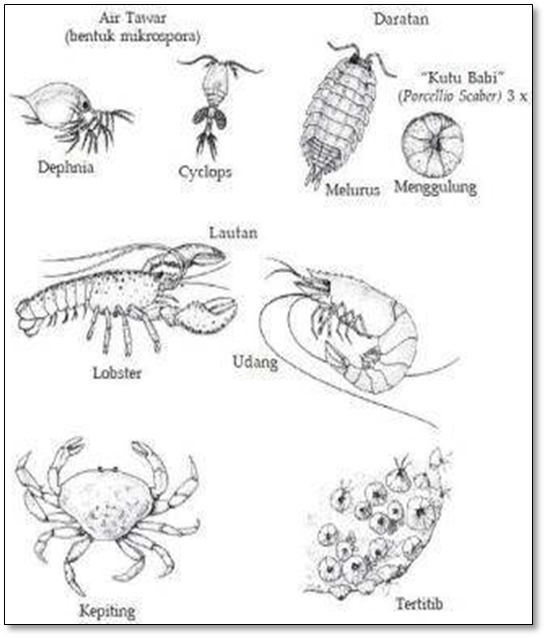 Air Tawar
(bentuk mikrospora)
Daratan
"Kutu Babi"
(Porcellio Scaber) 3 x
Dephnia
Cyclops
Melurus
Menggulung
Lautan
Lobster
Udang
Kepiting
Tertitib